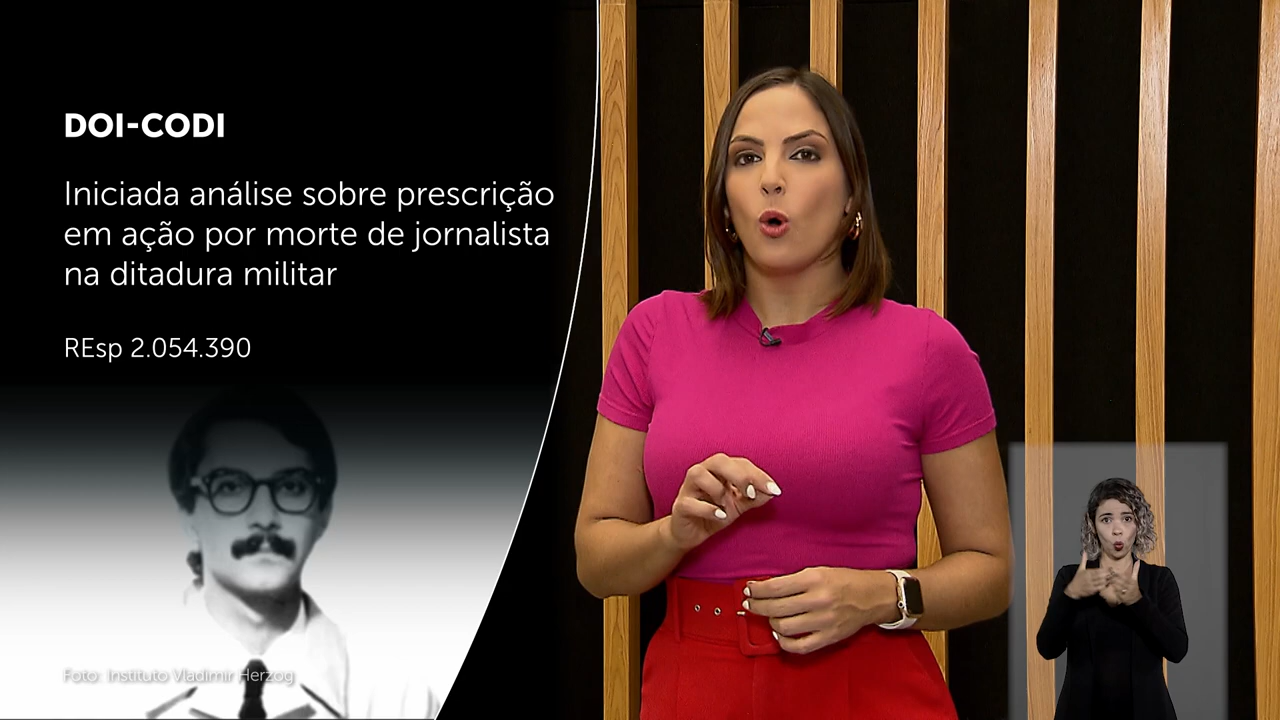 DOI-CODI
Iniciada análise sobre prescrição
em ação por morte de jornalista
na ditadura militar
REsp 2.054.390
Foto: Instituto Vladimir Herzog